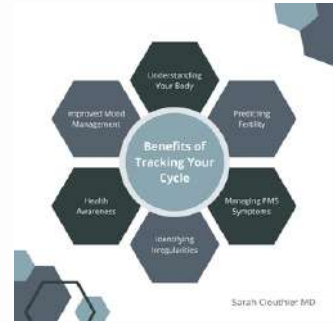 Understanding
Your Body
Improved Mood
Management
Predicting
Fertility
Benefits of
Tracking Your
Cycle
Health
Awareness
Managing PMS
Symptoms
Identifying
Irregularities
Sarah Clouthier MD